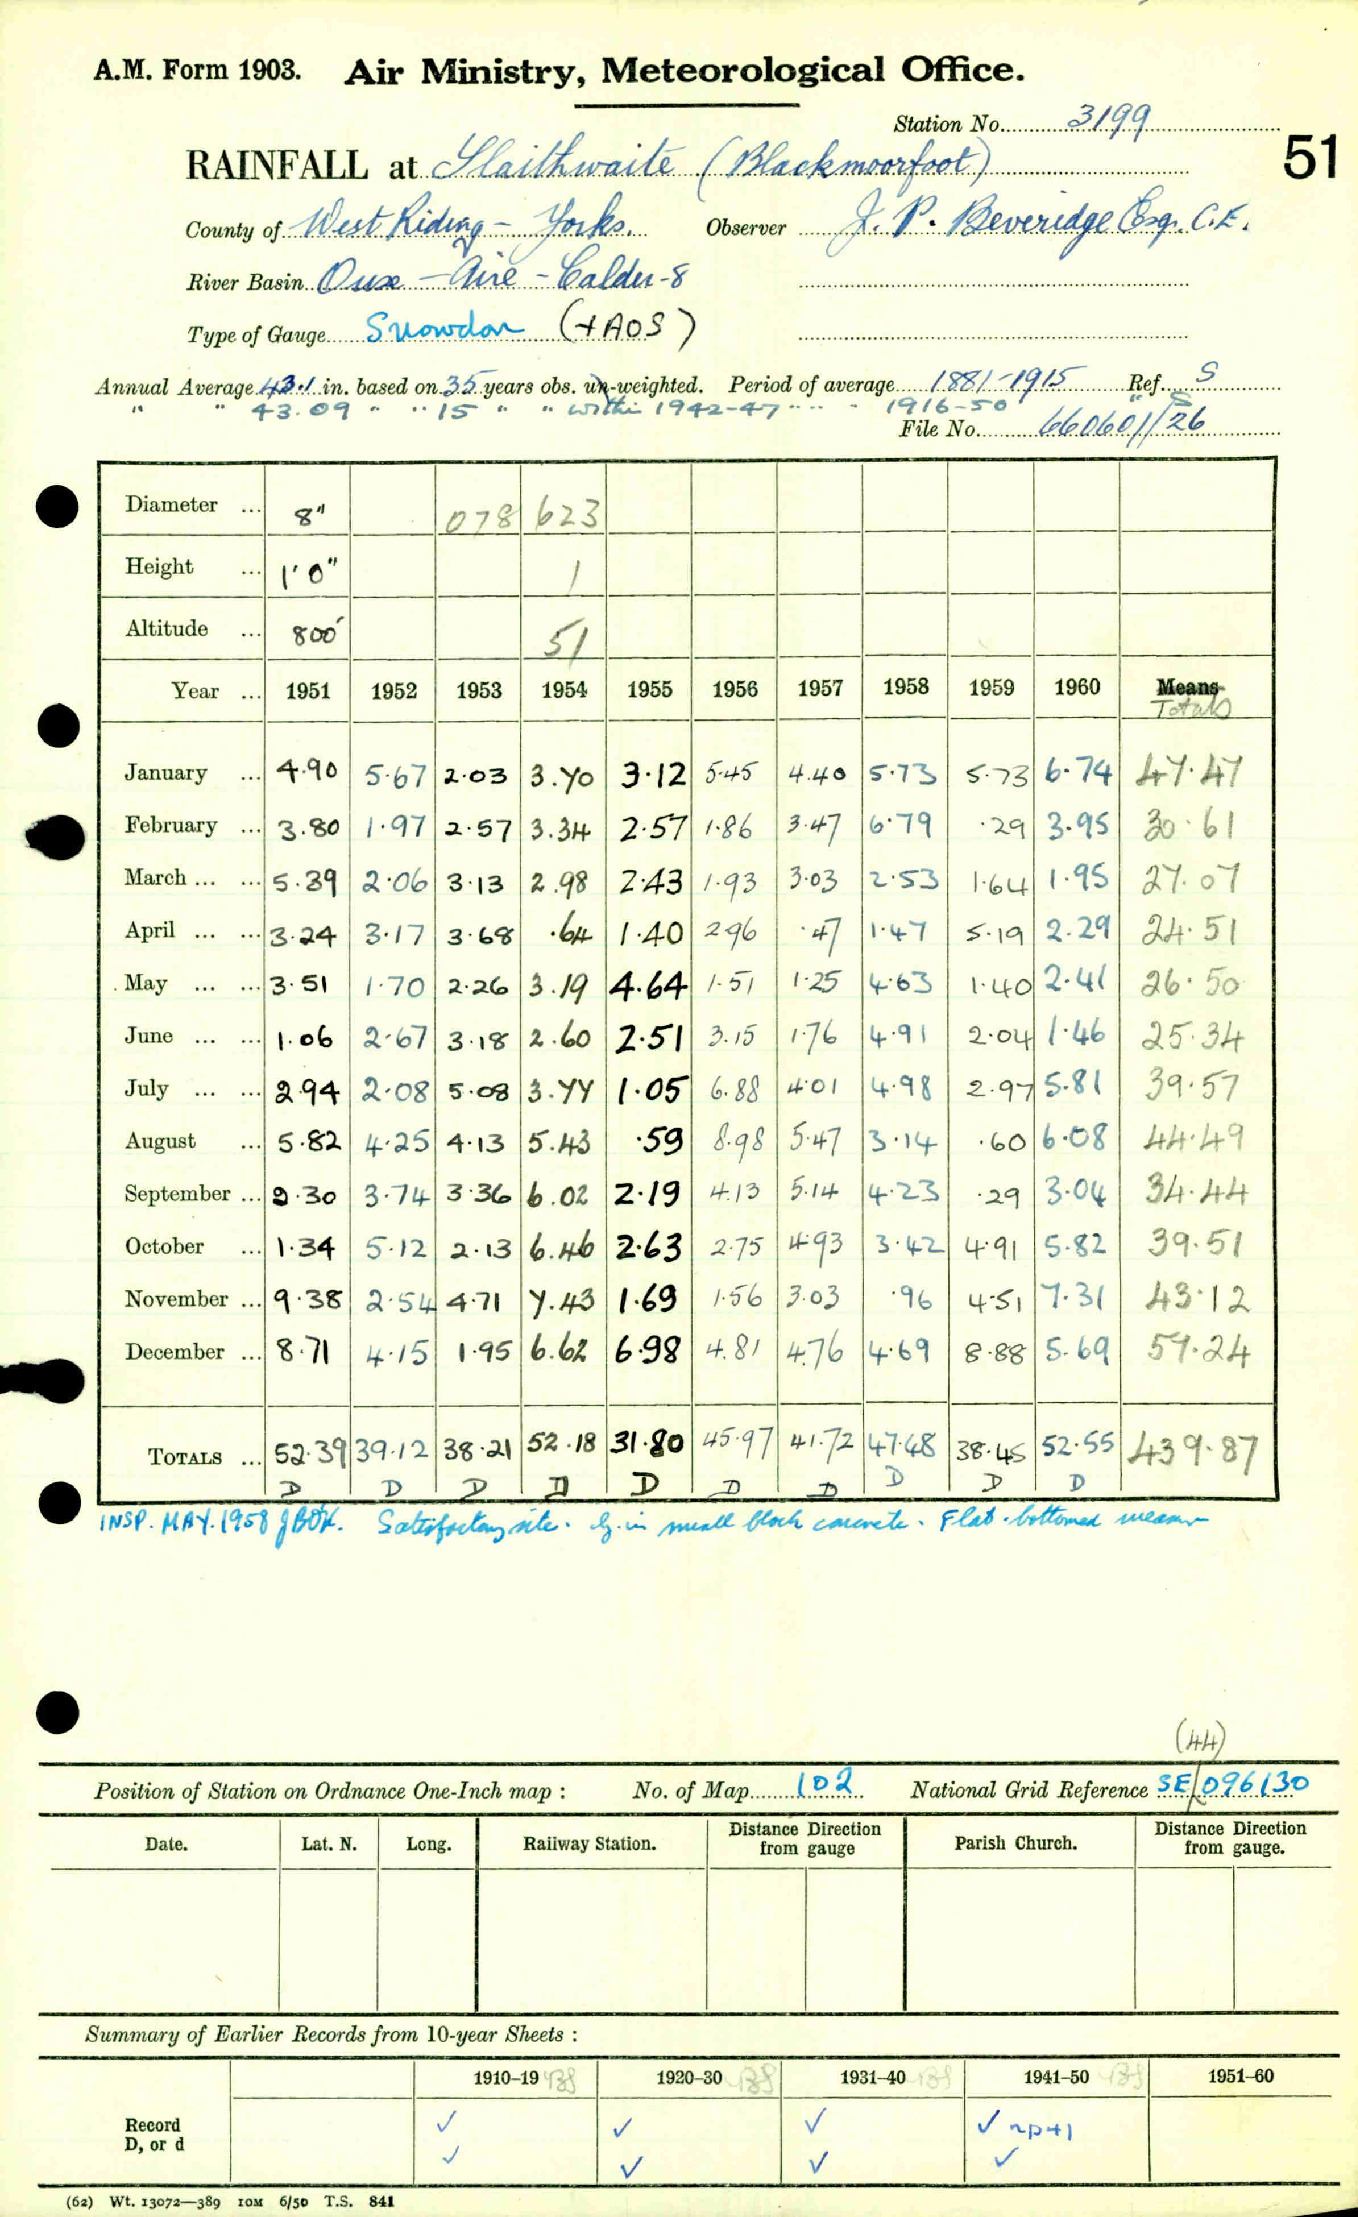 A.M. Form 1903. Air Ministry, Meteorological Office.
Station No. 3199
51
RAINFALL at Slaithwaite (Blackmoorfoot)
County of West Riding - Yorks. Observer J. P. Beveridge Esq. C.E.
River Basin Ouse - Aire - Calder - 8
Type of Gauge Snowdon (+AOS)
Annual Average 43.1 in. based on 35 years obs. un-weighted. Period of average 1881-1915 Ref. S
" " 43.09 " " 15 " " within 1942-47 " " " 1916-50 " S
File No. 660601/26
Diameter ... 8" 078 623
Height ... 1'0" 1
Altitude ... 800' 51
Year ... 1951 1952 1953 1954 1955 1956 1957 1958 1959 1960 Means
Totals
January ... 4.90 5.67 2.03 3.70 3.12 5.45 4.40 5.73 5.73 6.74 47.47
February ... 3.80 1.97 2.57 3.34 2.57 1.86 3.47 6.79 .29 3.95 30.61
March ... ... 5.39 2.06 3.13 2.98 2.43 1.93 3.03 2.53 1.64 1.95 27.07
April ... ... 3.24 3.17 3.68 .64 1.40 2.96 .47 1.47 5.19 2.29 24.51
May ... ... 3.51 1.70 2.26 3.19 4.64 1.51 1.25 4.63 1.40 2.41 26.50
June ... ... 1.06 2.67 3.18 2.60 2.51 3.15 1.76 4.91 2.04 1.46 25.34
July ... ... 2.94 2.08 5.08 3.77 1.05 6.88 4.01 4.98 2.97 5.81 39.57
August ... 5.82 4.25 4.13 5.43 .59 8.98 5.47 3.14 .60 6.08 44.49
September ... 2.30 3.74 3.36 6.02 2.19 4.13 5.14 4.23 .29 3.04 34.44
October ... 1.34 5.12 2.13 6.46 2.63 2.75 4.93 3.42 4.91 5.82 39.51
November ... 9.38 2.54 4.71 7.43 1.69 1.56 3.03 .96 4.51 7.31 43.12
December ... 8.71 4.15 1.95 6.62 6.98 4.81 4.76 4.69 8.88 5.69 57.24
TOTALS ... 52.39 39.12 38.21 52.18 31.80 45.97 41.72 47.48 38.45 52.55 439.87
D D D D D D D D D D
INSP. MAY. 1958 Satisfactory site. in small block concrete. Flat-bottomed measure
(44)
Position of Station on Ordnance One-Inch map : No. of Map 102 National Grid Reference SE/096130
Date. Lat. N. Long. Railway Station. Distance from Direction gauge Parish Church. Distance from Direction gauge.
Summary of Earlier Records from 10-year Sheets :
1910–19 1920–30 1931–40 1941–50 1951–60
Record ✓ ✓ ✓ ✓
D, or d ✓ ✓ ✓ ✓
(62) Wt. 13072—389 10M 6/50 T.S. 841